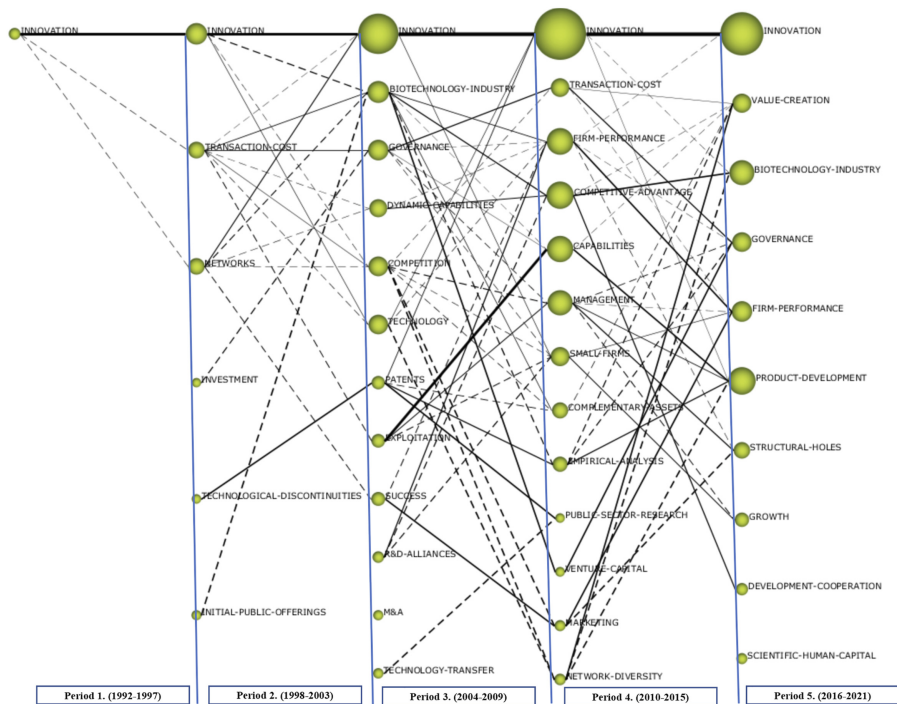 INNOVATION
INNOVATION
TRANSACTION-COST
NETWORKS
INVESTMENT
TECHNOLOGICAL-DISCONTINUITIES
INITIAL-PUBLIC-OFFERINGS
INNOVATION
BIOTECHNOLOGY-INDUSTRY
GOVERNANCE
DYNAMIC-CAPABILITIES
COMPETITION
TECHNOLOGY
PATENTS
EXPLOITATION
SUCCESS
R&D-ALLIANCES
M&A
TECHNOLOGY-TRANSFER
INNOVATION
TRANSACTION-COST
FIRM-PERFORMANCE
COMPETITIVE-ADVANTAGE
CAPABILITIES
MANAGEMENT
SMALL-FIRMS
COMPLEMENTARY-ASSETS
EMPIRICAL-ANALYSIS
PUBLIC-SECTOR-RESEARCH
VENTURE-CAPITAL
MARKETING
NETWORK-DIVERSITY
INNOVATION
VALUE-CREATION
BIOTECHNOLOGY-INDUSTRY
GOVERNANCE
FIRM-PERFORMANCE
PRODUCT-DEVELOPMENT
STRUCTURAL-HOLES
GROWTH
DEVELOPMENT-COOPERATION
SCIENTIFIC-HUMAN-CAPITAL
Period 1. (1992-1997)
Period 2. (1998-2003)
Period 3. (2004-2009)
Period 4. (2010-2015)
Period 5. (2016-2021)